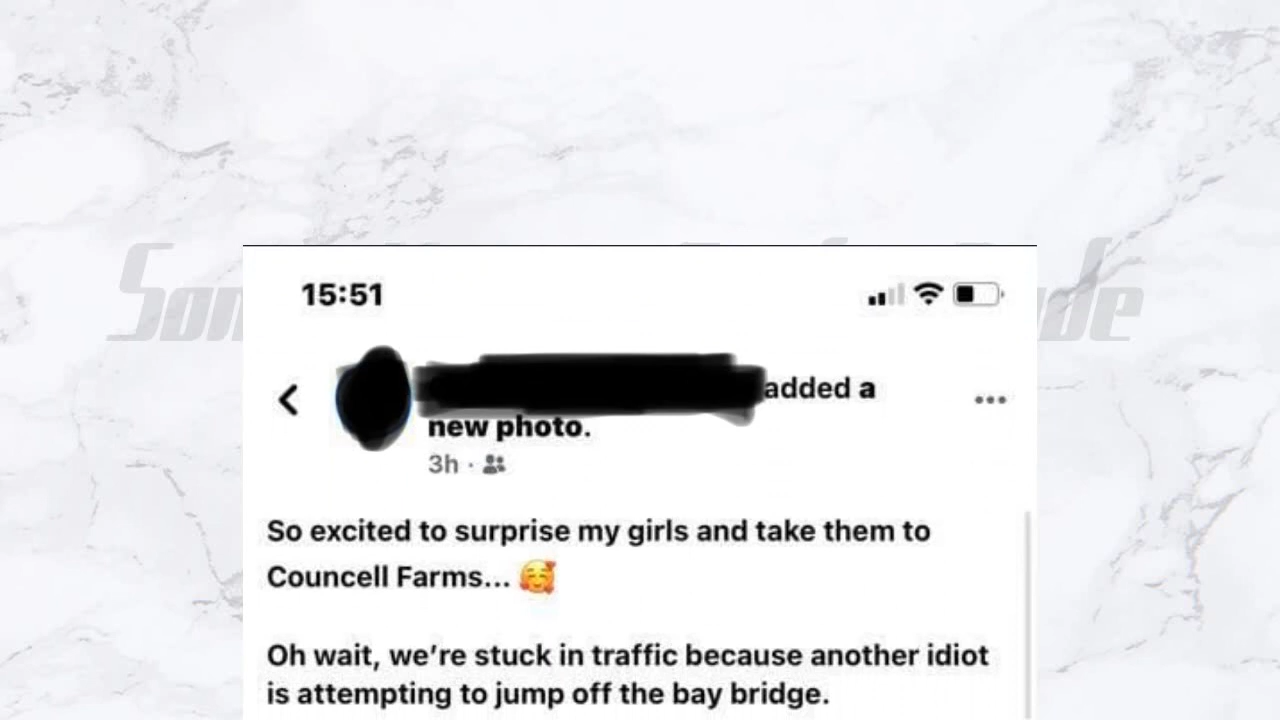 15:51
added a
new photo.
3h ·
So excited to surprise my girls and take them to
Councell Farms... 🥰
Oh wait, we're stuck in traffic because another idiot
is attempting to jump off the bay bridge.